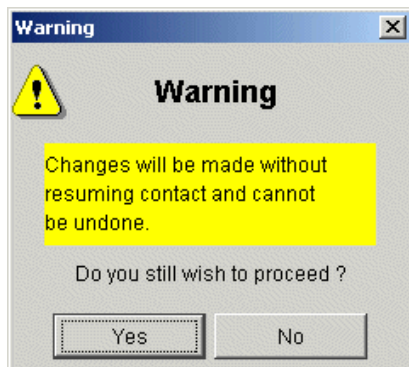 Warning
Warning
Changes will be made without
resuming contact and cannot
be undone.
Do you still wish to proceed ?
Yes
No